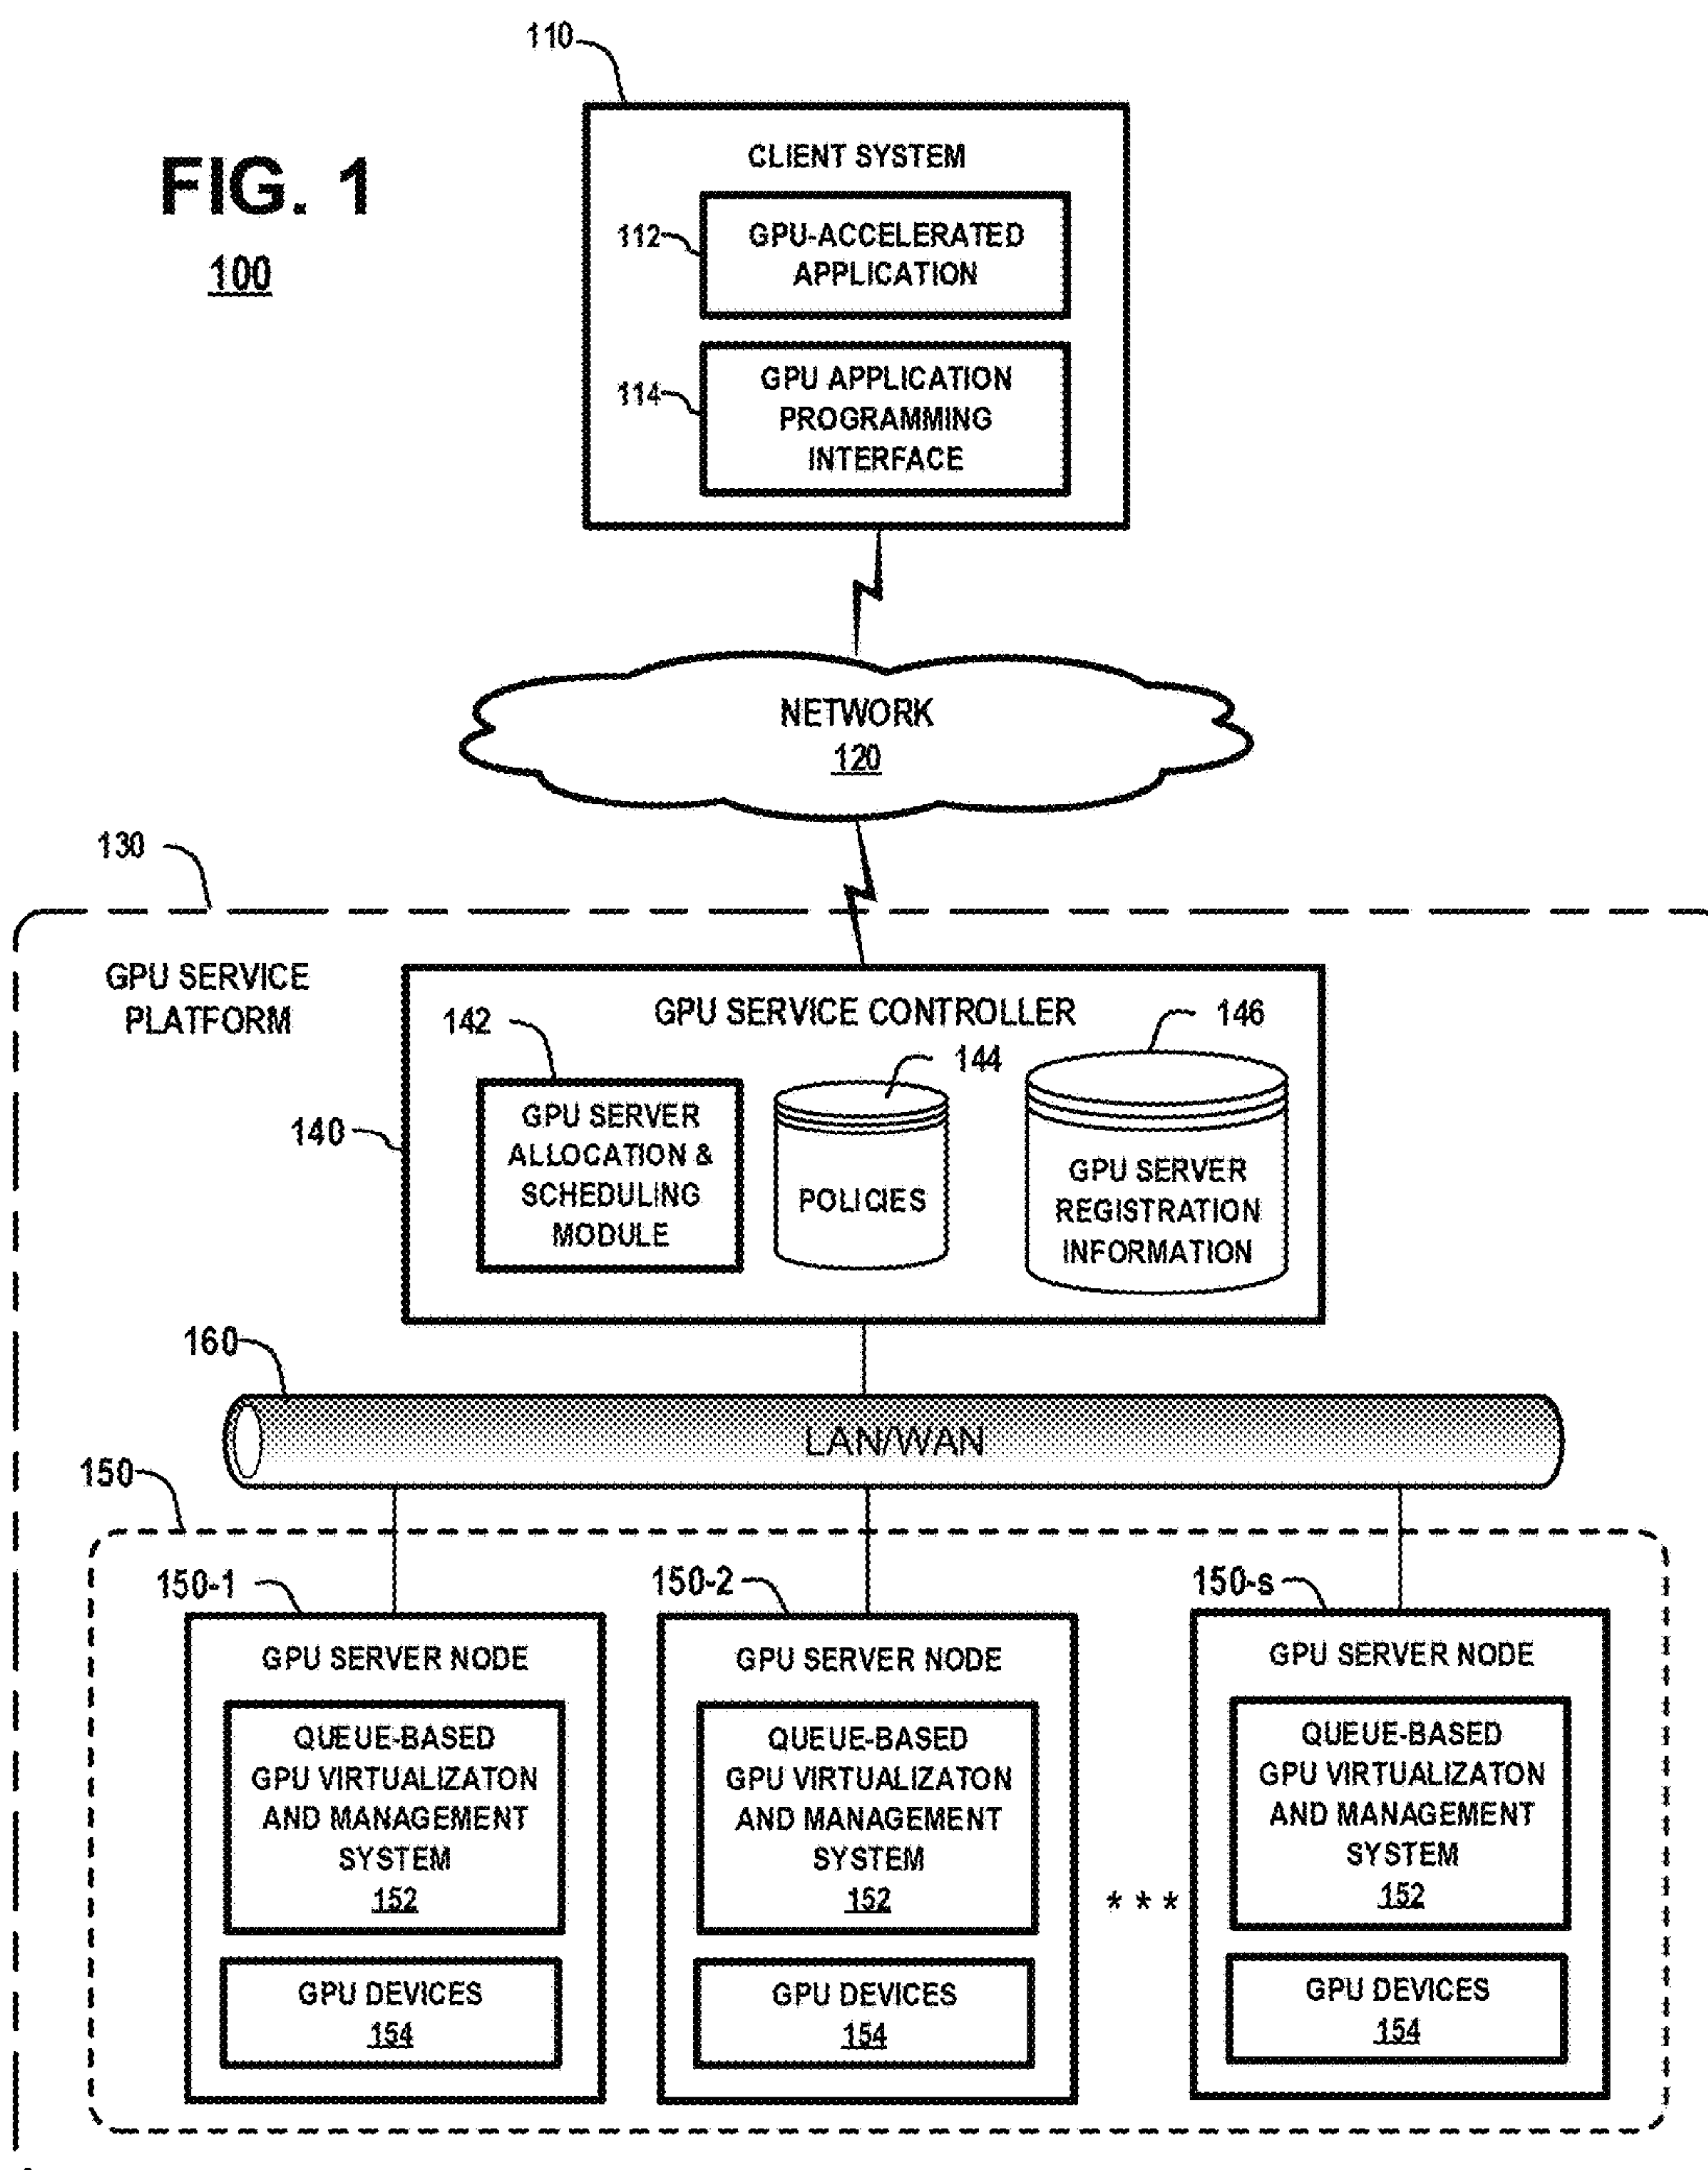 FIG. 1
100
110
CLIENT SYSTEM
112
GPU-ACCELERATED
APPLICATION
114
GPU APPLICATION
PROGRAMMING
INTERFACE
NETWORK
120
130
GPU SERVICE
PLATFORM
140
GPU SERVICE CONTROLLER
142
GPU SERVER
ALLOCATION &
SCHEDULING
MODULE
144
POLICIES
146
GPU SERVER
REGISTRATION
INFORMATION
160
LAN/WAN
150
150-1
GPU SERVER NODE
QUEUE-BASED
GPU VIRTUALIZATON
AND MANAGEMENT
SYSTEM
152
GPU DEVICES
154
150-2
GPU SERVER NODE
QUEUE-BASED
GPU VIRTUALIZATON
AND MANAGEMENT
SYSTEM
152
GPU DEVICES
154
* * *
150-s
GPU SERVER NODE
QUEUE-BASED
GPU VIRTUALIZATON
AND MANAGEMENT
SYSTEM
152
GPU DEVICES
154